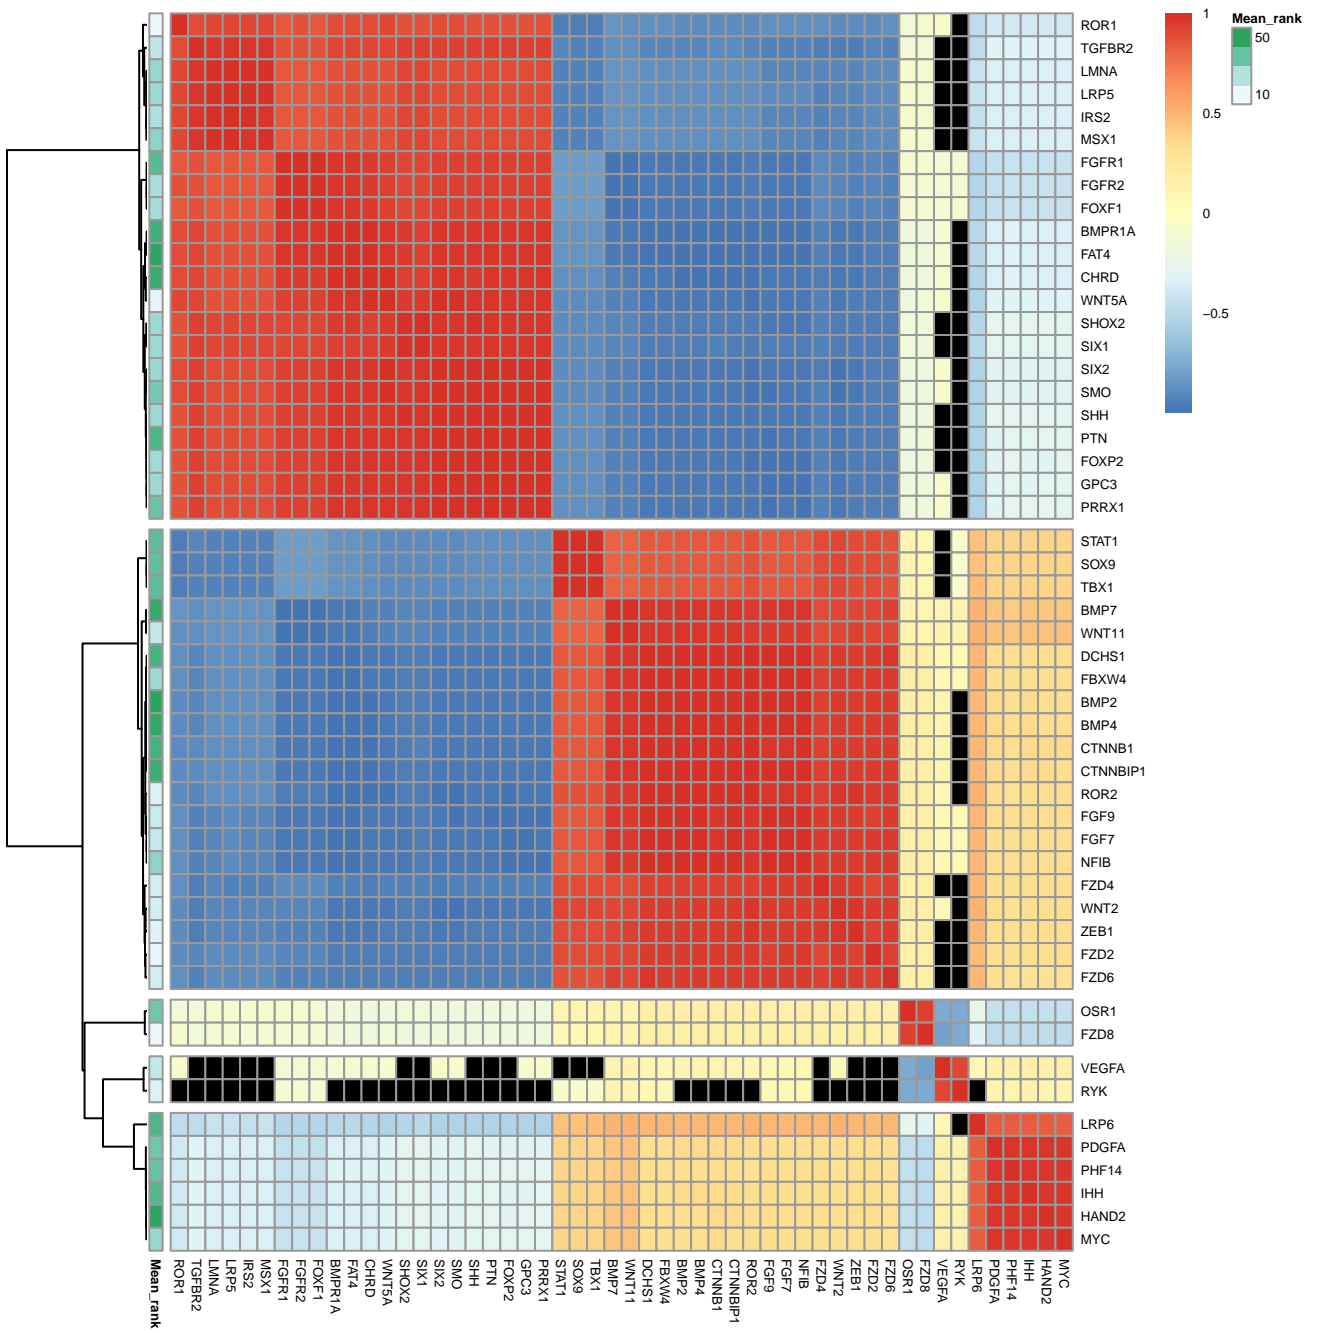 1
0.5
0
−0.5
Mean_rank
50
10
ROR1
TGFBR2
LMNA
LRP5
IRS2
MSX1
FGFR1
FGFR2
FOXF1
BMPR1A
FAT4
CHRD
WNT5A
SHOX2
SIX1
SIX2
SMO
SHH
PTN
FOXP2
GPC3
PRRX1
STAT1
SOX9
TBX1
BMP7
WNT11
DCHS1
FBXW4
BMP2
BMP4
CTNNB1
CTNNBIP1
ROR2
FGF9
FGF7
NFIB
FZD4
WNT2
ZEB1
FZD2
FZD6
OSR1
FZD8
VEGFA
RYK
LRP6
PDGFA
PHF14
IHH
HAND2
MYC
Mean_rank
ROR1
TGFBR2
LMNA
LRP5
IRS2
MSX1
FGFR1
FGFR2
FOXF1
BMPR1A
FAT4
CHRD
WNT5A
SHOX2
SIX1
SIX2
SMO
SHH
PTN
FOXP2
GPC3
PRRX1
STAT1
SOX9
TBX1
BMP7
WNT11
DCHS1
FBXW4
BMP2
BMP4
CTNNB1
CTNNBIP1
ROR2
FGF9
FGF7
NFIB
FZD4
WNT2
ZEB1
FZD2
FZD6
OSR1
FZD8
VEGFA
RYK
LRP6
PDGFA
PHF14
IHH
HAND2
MYC